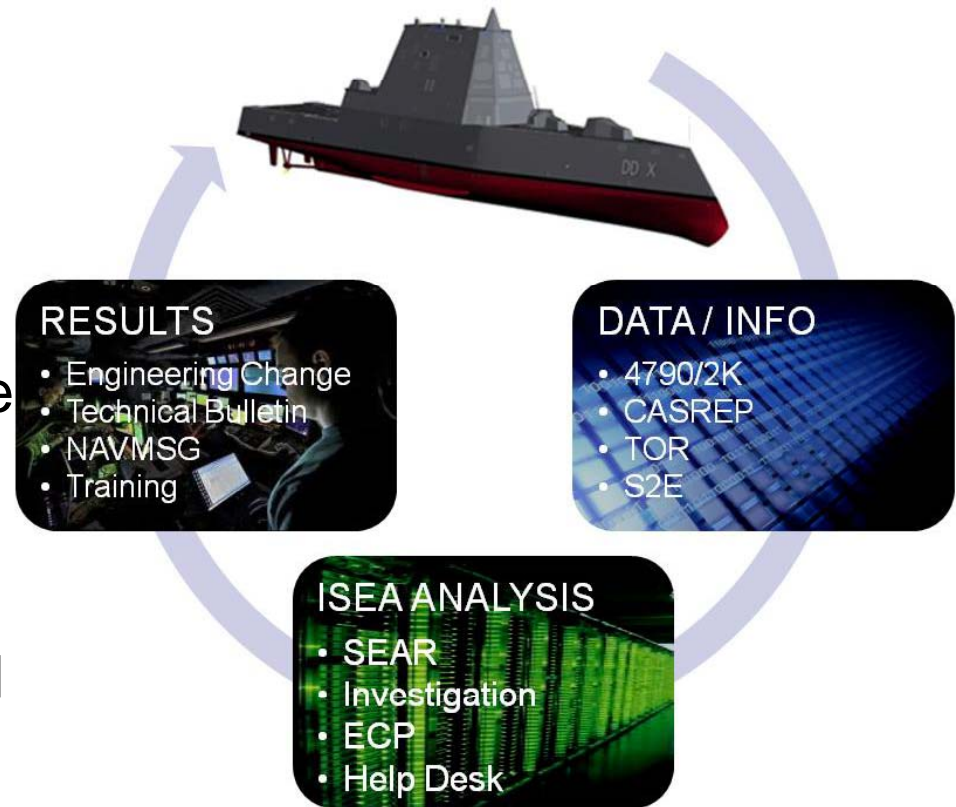 DD X
RESULTS
• Engineering Change
• Technical Bulletin
• NAVMSG
• Training
DATA / INFO
• 4790/2K
• CASREP
• TOR
• S2E
ISEA ANALYSIS
• SEAR
• Investigation
• ECP
• Help Desk